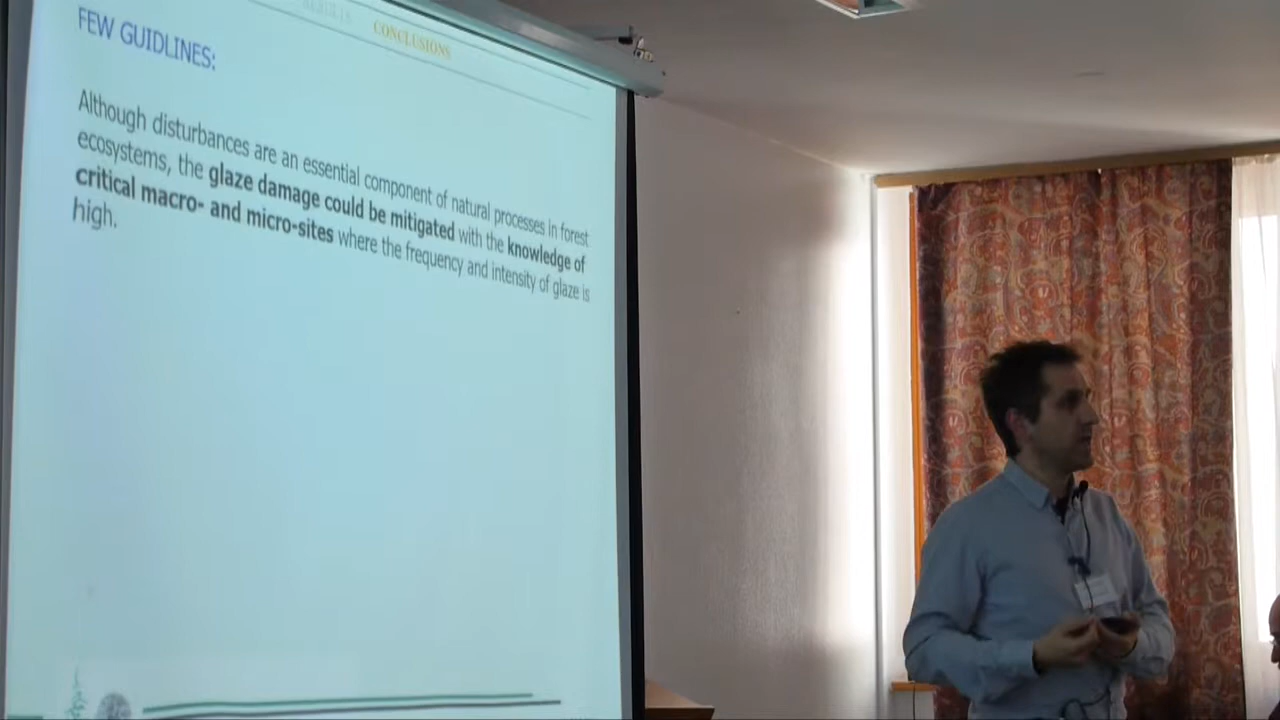 CONCLUSIONS
FEW GUIDLINES:
Although disturbances are an essential component of natural processes in forest
ecosystems, the glaze damage could be mitigated with the knowledge of
critical macro- and micro-sites where the frequency and intensity of glaze is
high.